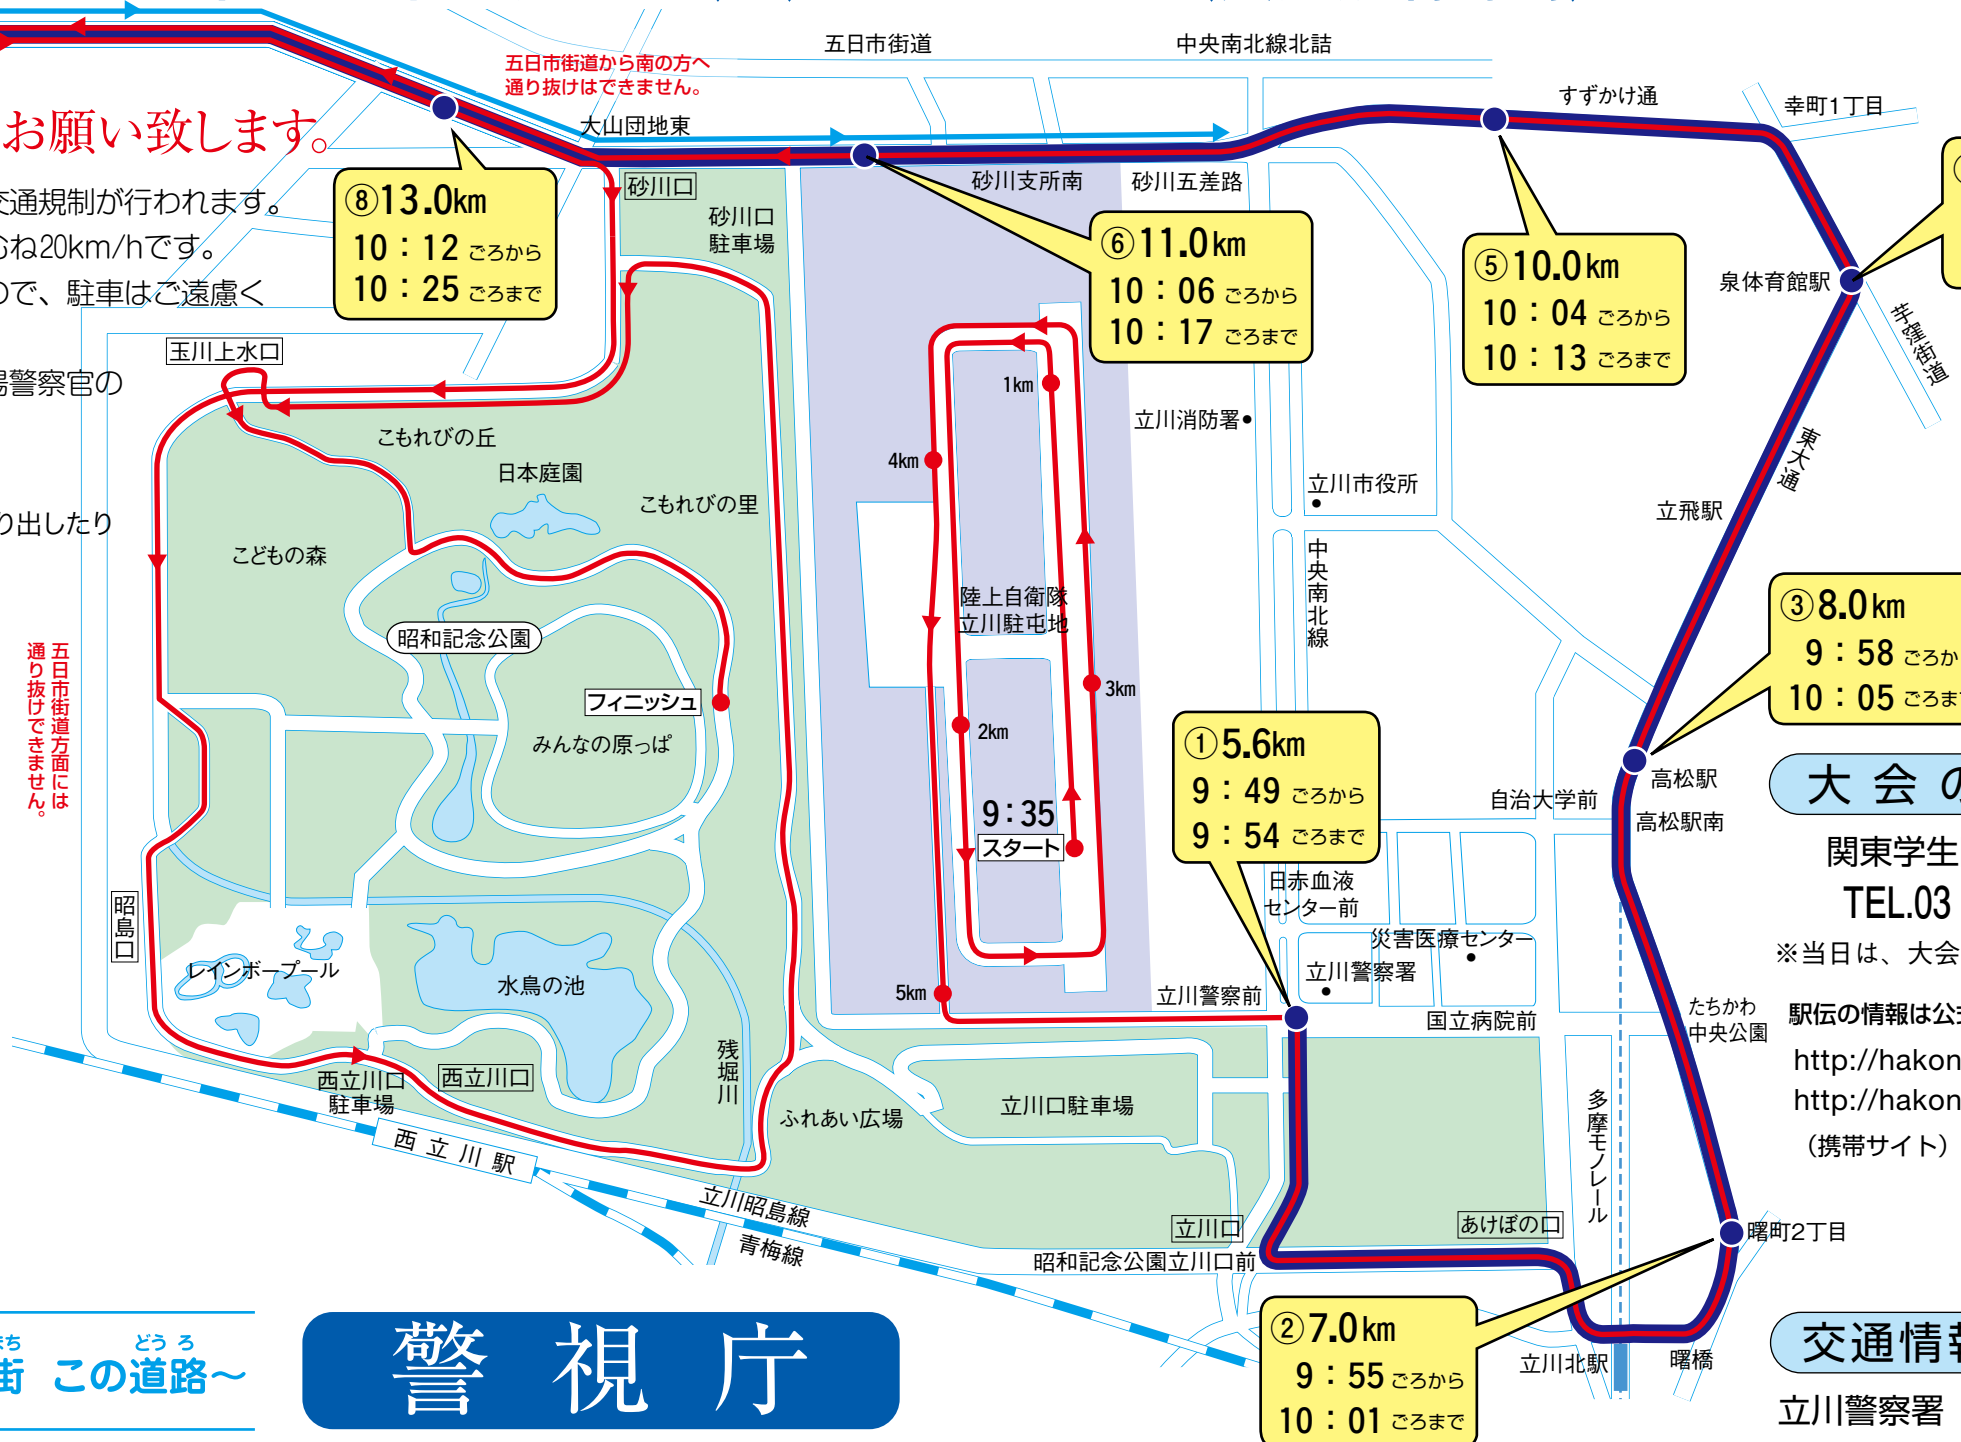 五日市街道から南の方へ
通り抜けはできません。
五日市街道
中央南北線北詰
すずかけ通
幸町1丁目
大山団地東
お願い致します。
交通規制が行われます。
むね20km/hです。
ので、駐車はご遠慮く
場警察官の
り出したり
⑧13.0km
10：12 ごろから
10：25 ごろまで
砂川口
砂川口
駐車場
砂川支所南
砂川五差路
⑥11.0km
10：06 ごろから
10：17 ごろまで
⑤10.0km
10：04 ごろから
10：13 ごろまで
泉体育館駅
芋窪街道
玉川上水口
こもれびの丘
日本庭園
こもれびの里
こどもの森
昭和記念公園
フィニッシュ
みんなの原っぱ
1km
4km
立川消防署
立川市役所
東大通
立飛駅
中央南北線
陸上自衛隊
立川駐屯地
3km
2km
9：35
スタート
5km
五日市街道方面には
通り抜けできません。
③8.0km
9：58 ごろか
10：05 ごろま
①5.6km
9：49 ごろから
9：54 ごろまで
高松駅
高松駅南
自治大学前
日赤血液
センター前
災害医療センター
立川警察署
立川警察前
国立病院前
たちかわ
中央公園
昭島口
レインボープール
水鳥の池
残堀川
西立川口
駐車場
西立川口
ふれあい広場
立川口駐車場
多摩モノレール
西立川駅
立川昭島線
青梅線
立川口
あけぼの口
昭和記念公園立川口前
曙町2丁目
②7.0km
9：55 ごろから
10：01 ごろまで
立川北駅
曙橋
大会の
関東学生
TEL.03
※当日は、大会
駅伝の情報は公式
http://hakon
http://hakon
（携帯サイト）
交通情報
立川警察署
まち どうろ
街 この道路～
警視庁